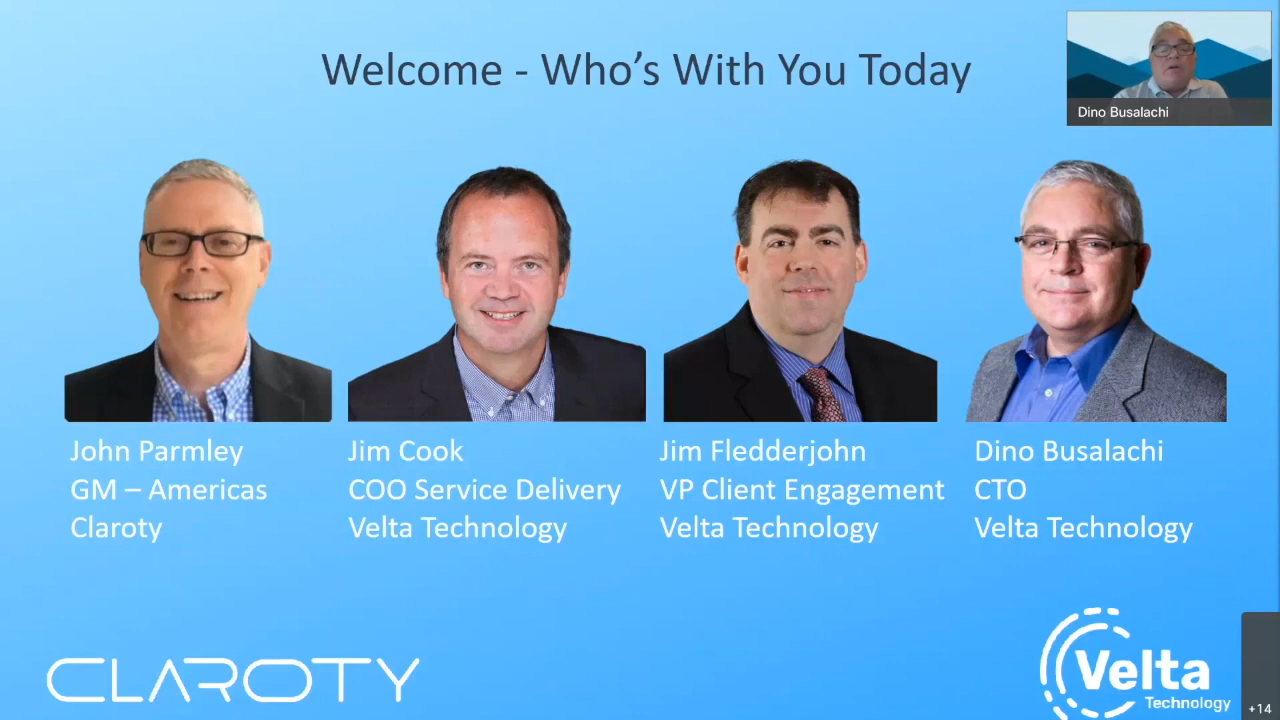 Welcome - Who's With You Today
Dino Busalachi
John Parmley
GM – Americas
Claroty
Jim Cook
COO Service Delivery
Velta Technology
Jim Fledderjohn
VP Client Engagement
Velta Technology
Dino Busalachi
CTO
Velta Technology
CLAROTY
Velta
Technology
+14